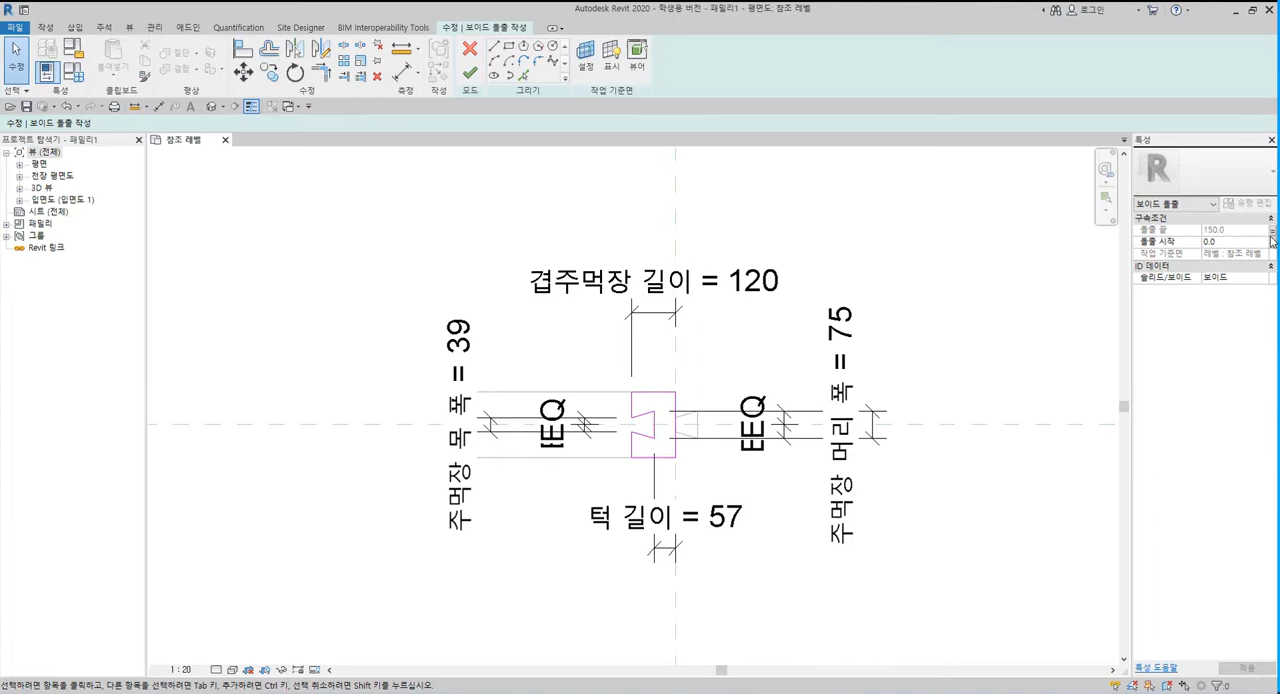 Autodesk Revit 2020 - 학생용 버전 - 평면도: 참조 레벨
로그인
파일 작성 삽입 주석 뷰 관리 애드인 Quantification Site Designer BIM Interoperability Tools 수정 | 보이드 돌출 작성
수정
붙여넣기
절단
결합
설정 표시 뷰어
선택 특성 클립보드 형상 수정 측정 작성 모드 그리기 작업 기준면
수정 | 보이드 돌출 작성
프로젝트 탐색기 - 패밀리1
뷰 (전체)
평면
천장 평면도
3D 뷰
입면도 (입면도 1)
시트 (전체)
패밀리
그룹
Revit 링크
참조 레벨
겹주먹장 길이 = 120
주먹장 목 폭 = 39
EEQ
주먹장 머리 폭 = 75
턱 길이 = 57
특성
보이드 돌출
유형 편집
구속조건
돌출 끝 150.0
돌출 시작 0.0
작업 기준면 레벨 : 참조 레벨
ID 데이터
솔리드/보이드 보이드
특성 도움말 적용
1 : 20
선택하려면 항목을 클릭하고, 다른 항목을 선택하려면 Tab 키, 추가하려면 Ctrl 키, 선택 취소하려면 Shift 키를 누르십시오.
:0